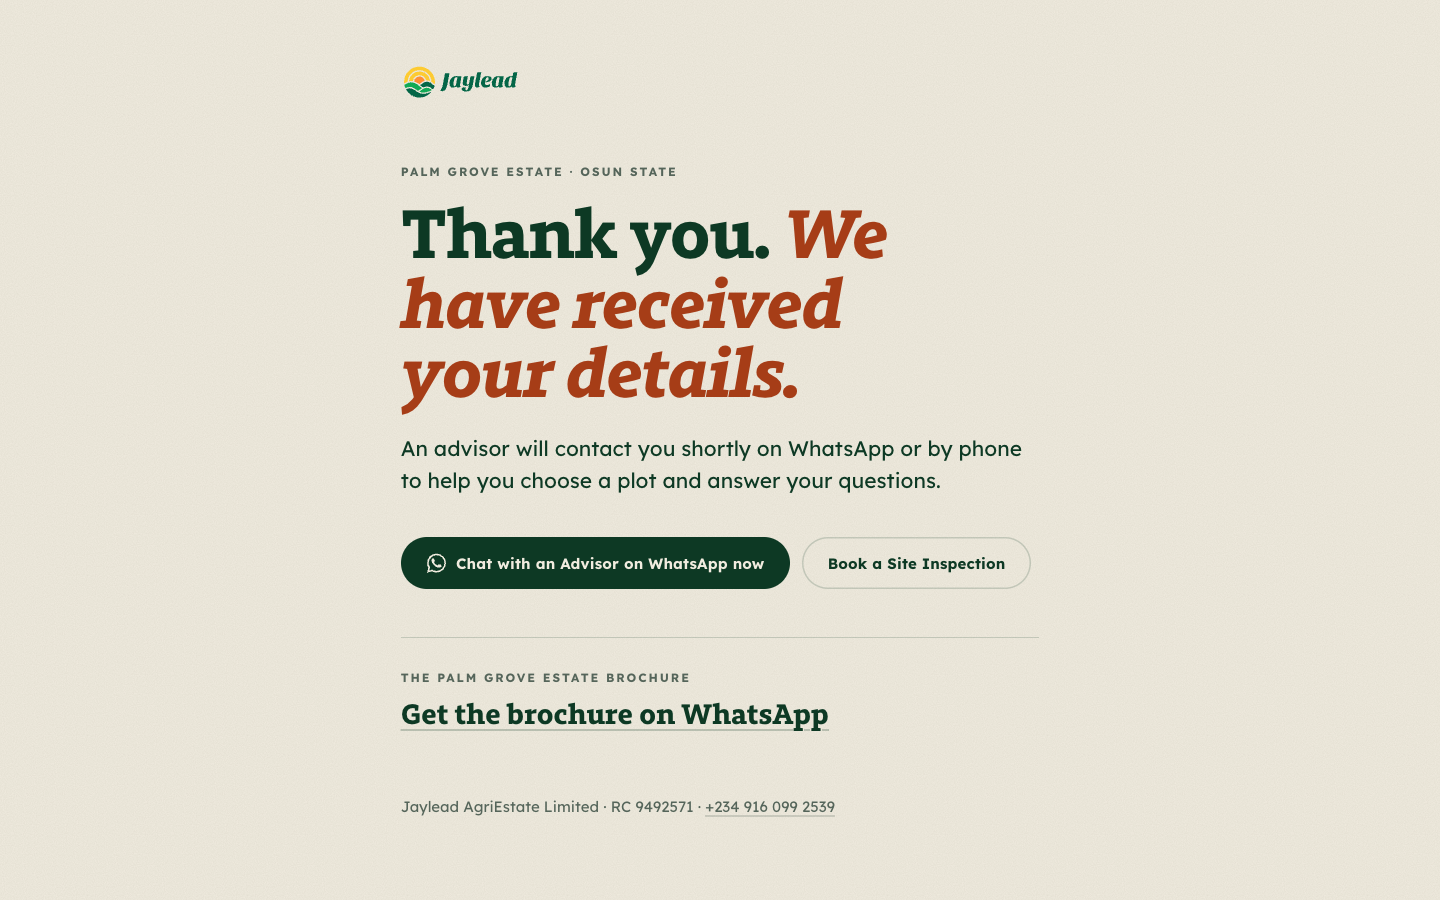 Jaylead
PALM GROVE ESTATE · OSUN STATE
Thank you. We
have received
your details.
An advisor will contact you shortly on WhatsApp or by phone
to help you choose a plot and answer your questions.
Chat with an Advisor on WhatsApp now
Book a Site Inspection
THE PALM GROVE ESTATE BROCHURE
Get the brochure on WhatsApp
Jaylead AgriEstate Limited · RC 9492571 · +234 916 099 2539